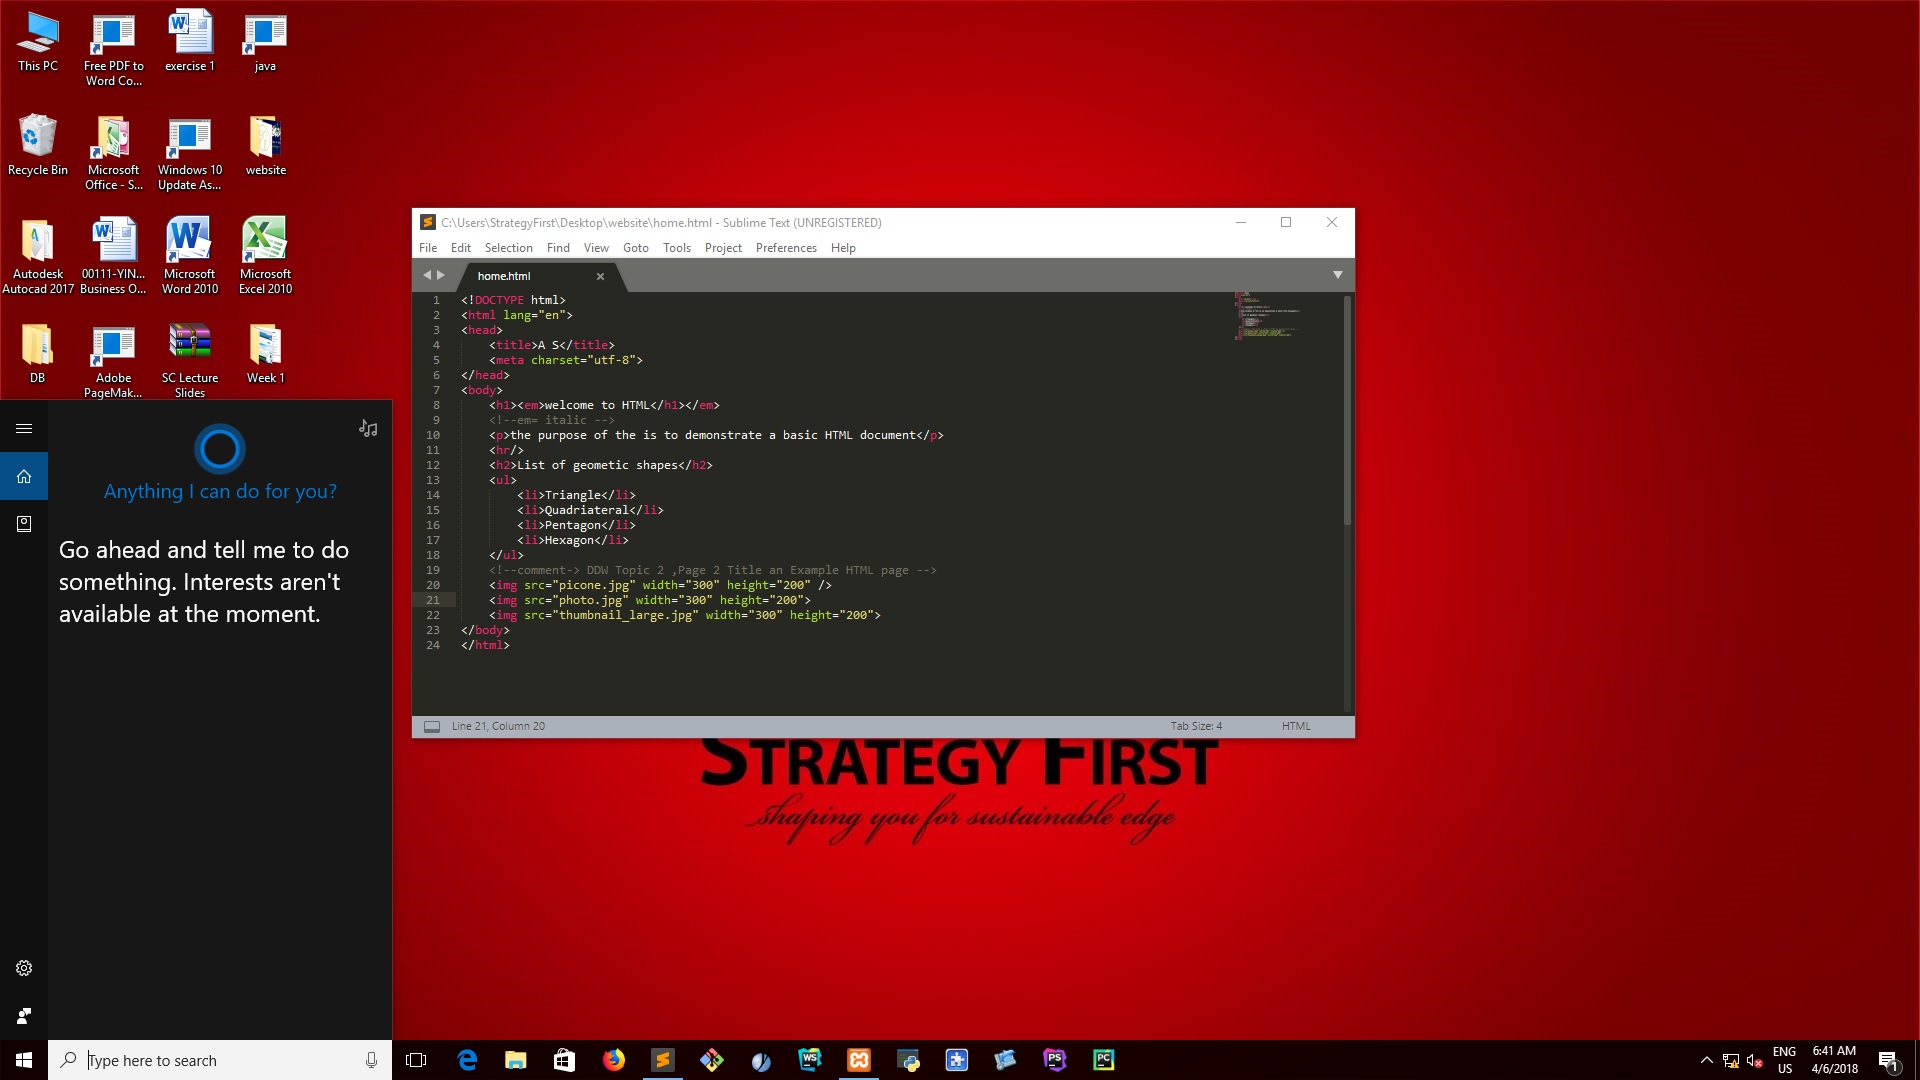 This PC
Free PDF to
Word Co...
exercise 1
java
Recycle Bin
Microsoft
Office - S...
Windows 10
Update As...
website
Autodesk
Autocad 2017
00111-YIN...
Business O...
Microsoft
Word 2010
Microsoft
Excel 2010
DB
Adobe
PageMak...
SC Lecture
Slides
Week 1
C:\Users\StrategyFirst\Desktop\website\home.html - Sublime Text (UNREGISTERED)
File Edit Selection Find View Goto Tools Project Preferences Help
home.html
1 <!DOCTYPE html>
2 <html lang="en">
3 <head>
4 <title>A S</title>
5 <meta charset="utf-8">
6 </head>
7 <body>
8 <h1><em>welcome to HTML</h1></em>
9 <!--em= italic -->
10 <p>the purpose of the is to demonstrate a basic HTML document</p>
11 <hr/>
12 <h2>List of geometic shapes</h2>
13 <ul>
14 <li>Triangle</li>
15 <li>Quadriateral</li>
16 <li>Pentagon</li>
17 <li>Hexagon</li>
18 </ul>
19 <!--comment-> DDW Topic 2 ,Page 2 Title an Example HTML page -->
20 <img src="picone.jpg" width="300" height="200" />
21 <img src="photo.jpg" width="300" height="200">
22 <img src="thumbnail_large.jpg" width="300" height="200">
23 </body>
24 </html>
Line 21, Column 20 Tab Size: 4 HTML
Anything I can do for you?
Go ahead and tell me to do
something. Interests aren't
available at the moment.
STRATEGY FIRST
shaping you for sustainable edge
Type here to search
WS
PS
PC
ENG
US
6:41 AM
4/6/2018
1